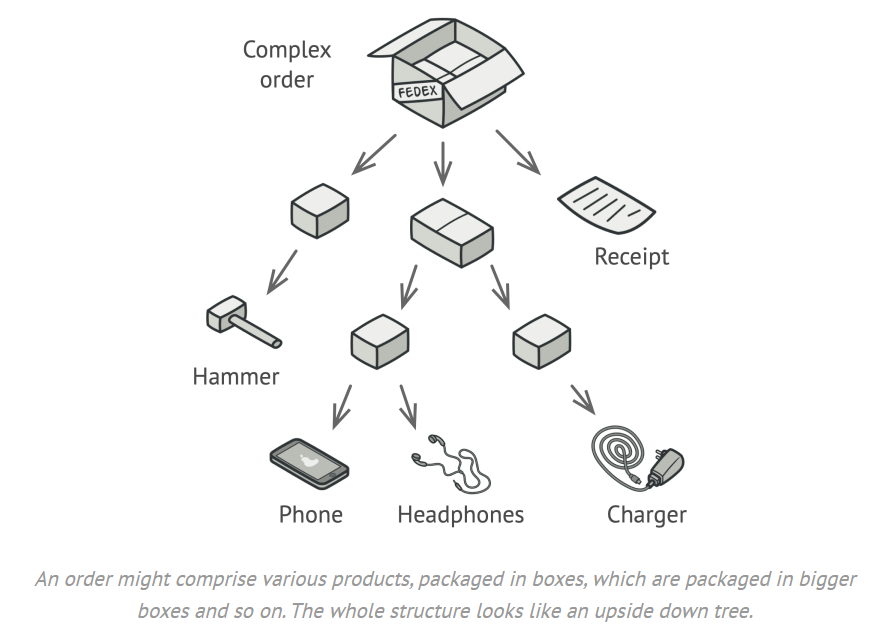 Complex
order
FEDEX
Receipt
Hammer
Phone
Headphones
Charger
An order might comprise various products, packaged in boxes, which are packaged in bigger
boxes and so on. The whole structure looks like an upside down tree.